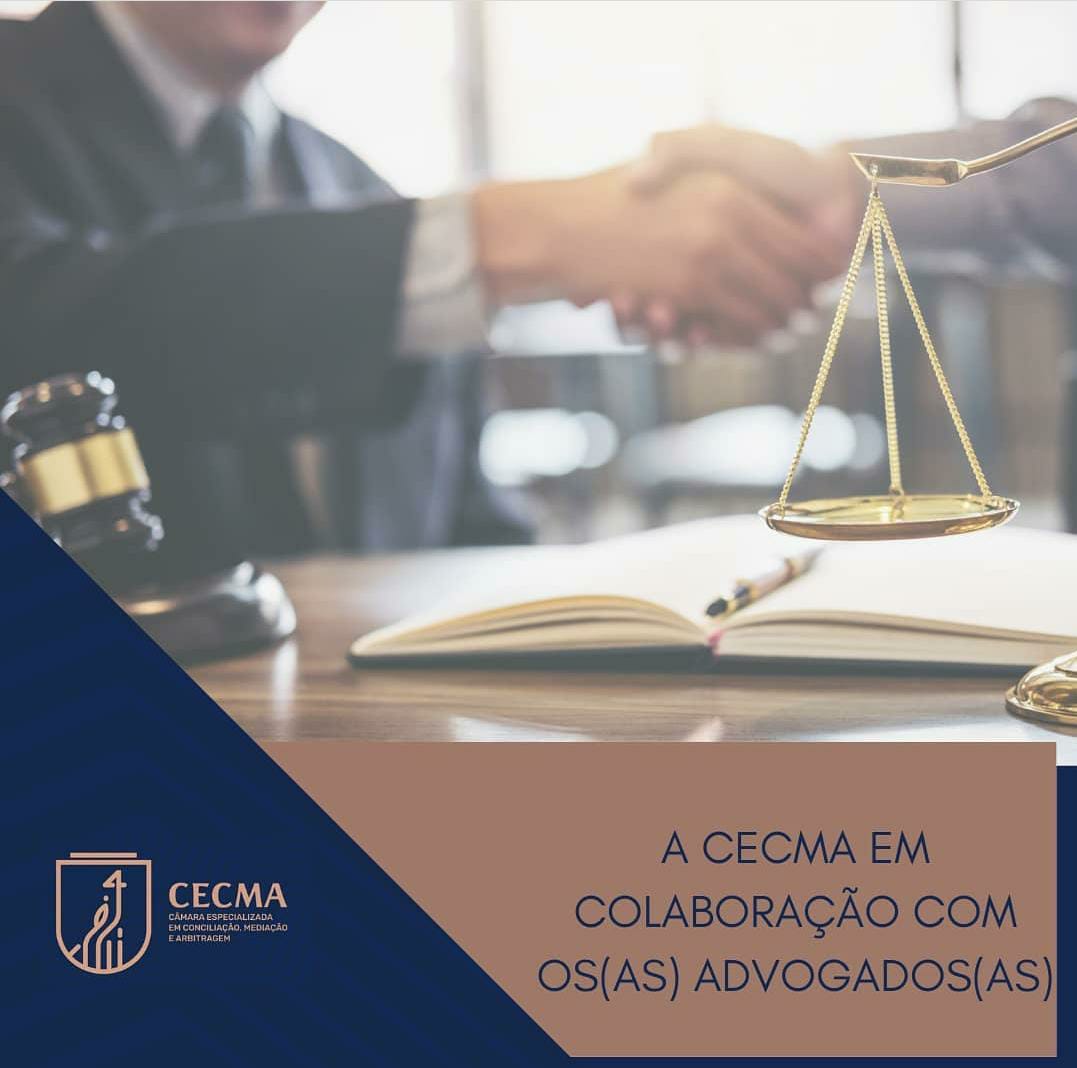 CECMA
CÂMARA ESPECIALIZADA
EM CONCILIAÇÃO, MEDIAÇÃO
E ARBITRAGEM
A CECMA EM
COLABORAÇÃO COM
OS(AS) ADVOGADOS(AS)